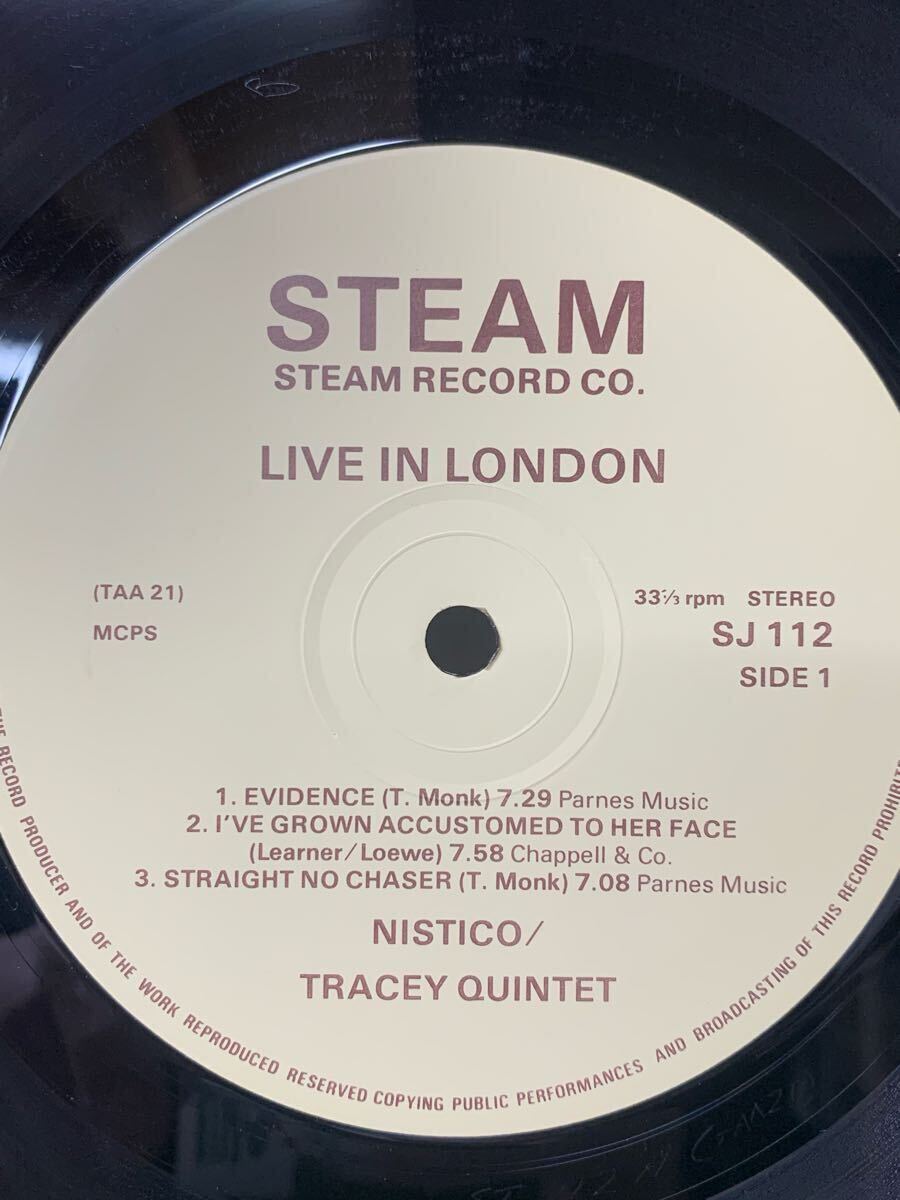 STEAM
STEAM RECORD CO.
LIVE IN LONDON
(TAA 21)
MCPS
33⅓ rpm STEREO
SJ 112
SIDE 1
1. EVIDENCE (T. Monk) 7.29 Parnes Music
2. I'VE GROWN ACCUSTOMED TO HER FACE
(Learner/Loewe) 7.58 Chappell & Co.
3. STRAIGHT NO CHASER (T. Monk) 7.08 Parnes Music
NISTICO/
TRACEY QUINTET
THE RECORD PRODUCER AND OF THE WORK REPRODUCED RESERVED COPYING PUBLIC PERFORMANCES AND BROADCASTING OF THIS RECORD PROHIBITE